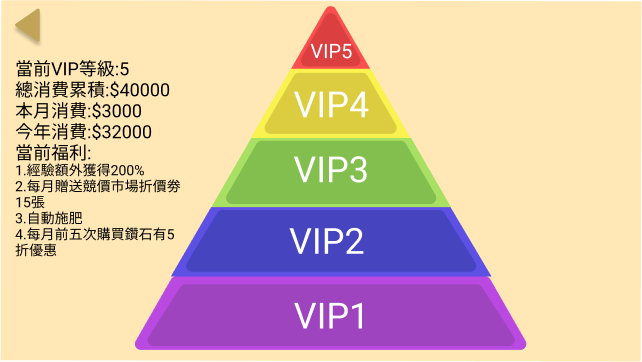 當前VIP等級:5
總消費累積:$40000
本月消費:$3000
今年消費:$32000
當前福利:
1.經驗額外獲得200%
2.每月贈送競價市場折價劵
15張
3.自動施肥
4.每月前五次購買鑽石有5
折優惠
VIP5
VIP4
VIP3
VIP2
VIP1